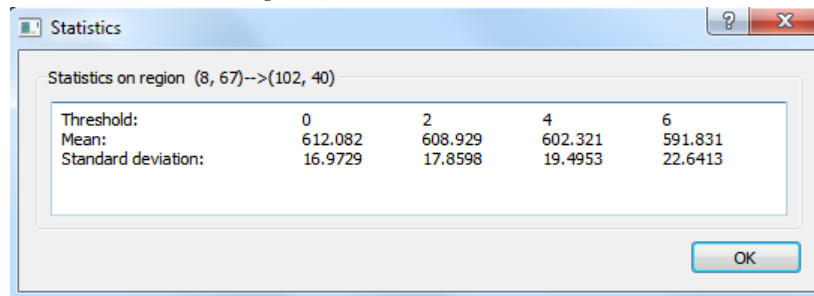 Statistics
Statistics on region (8, 67)-->(102, 40)
Threshold: 0 2 4 6
Mean: 612.082 608.929 602.321 591.831
Standard deviation: 16.9729 17.8598 19.4953 22.6413
OK